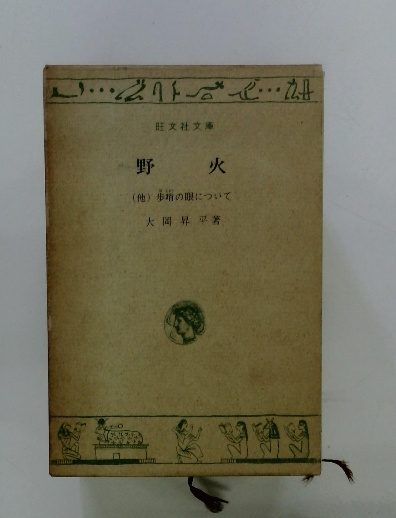 旺文社文庫
野火
(他) 歩哨の眼について
大岡昇平著